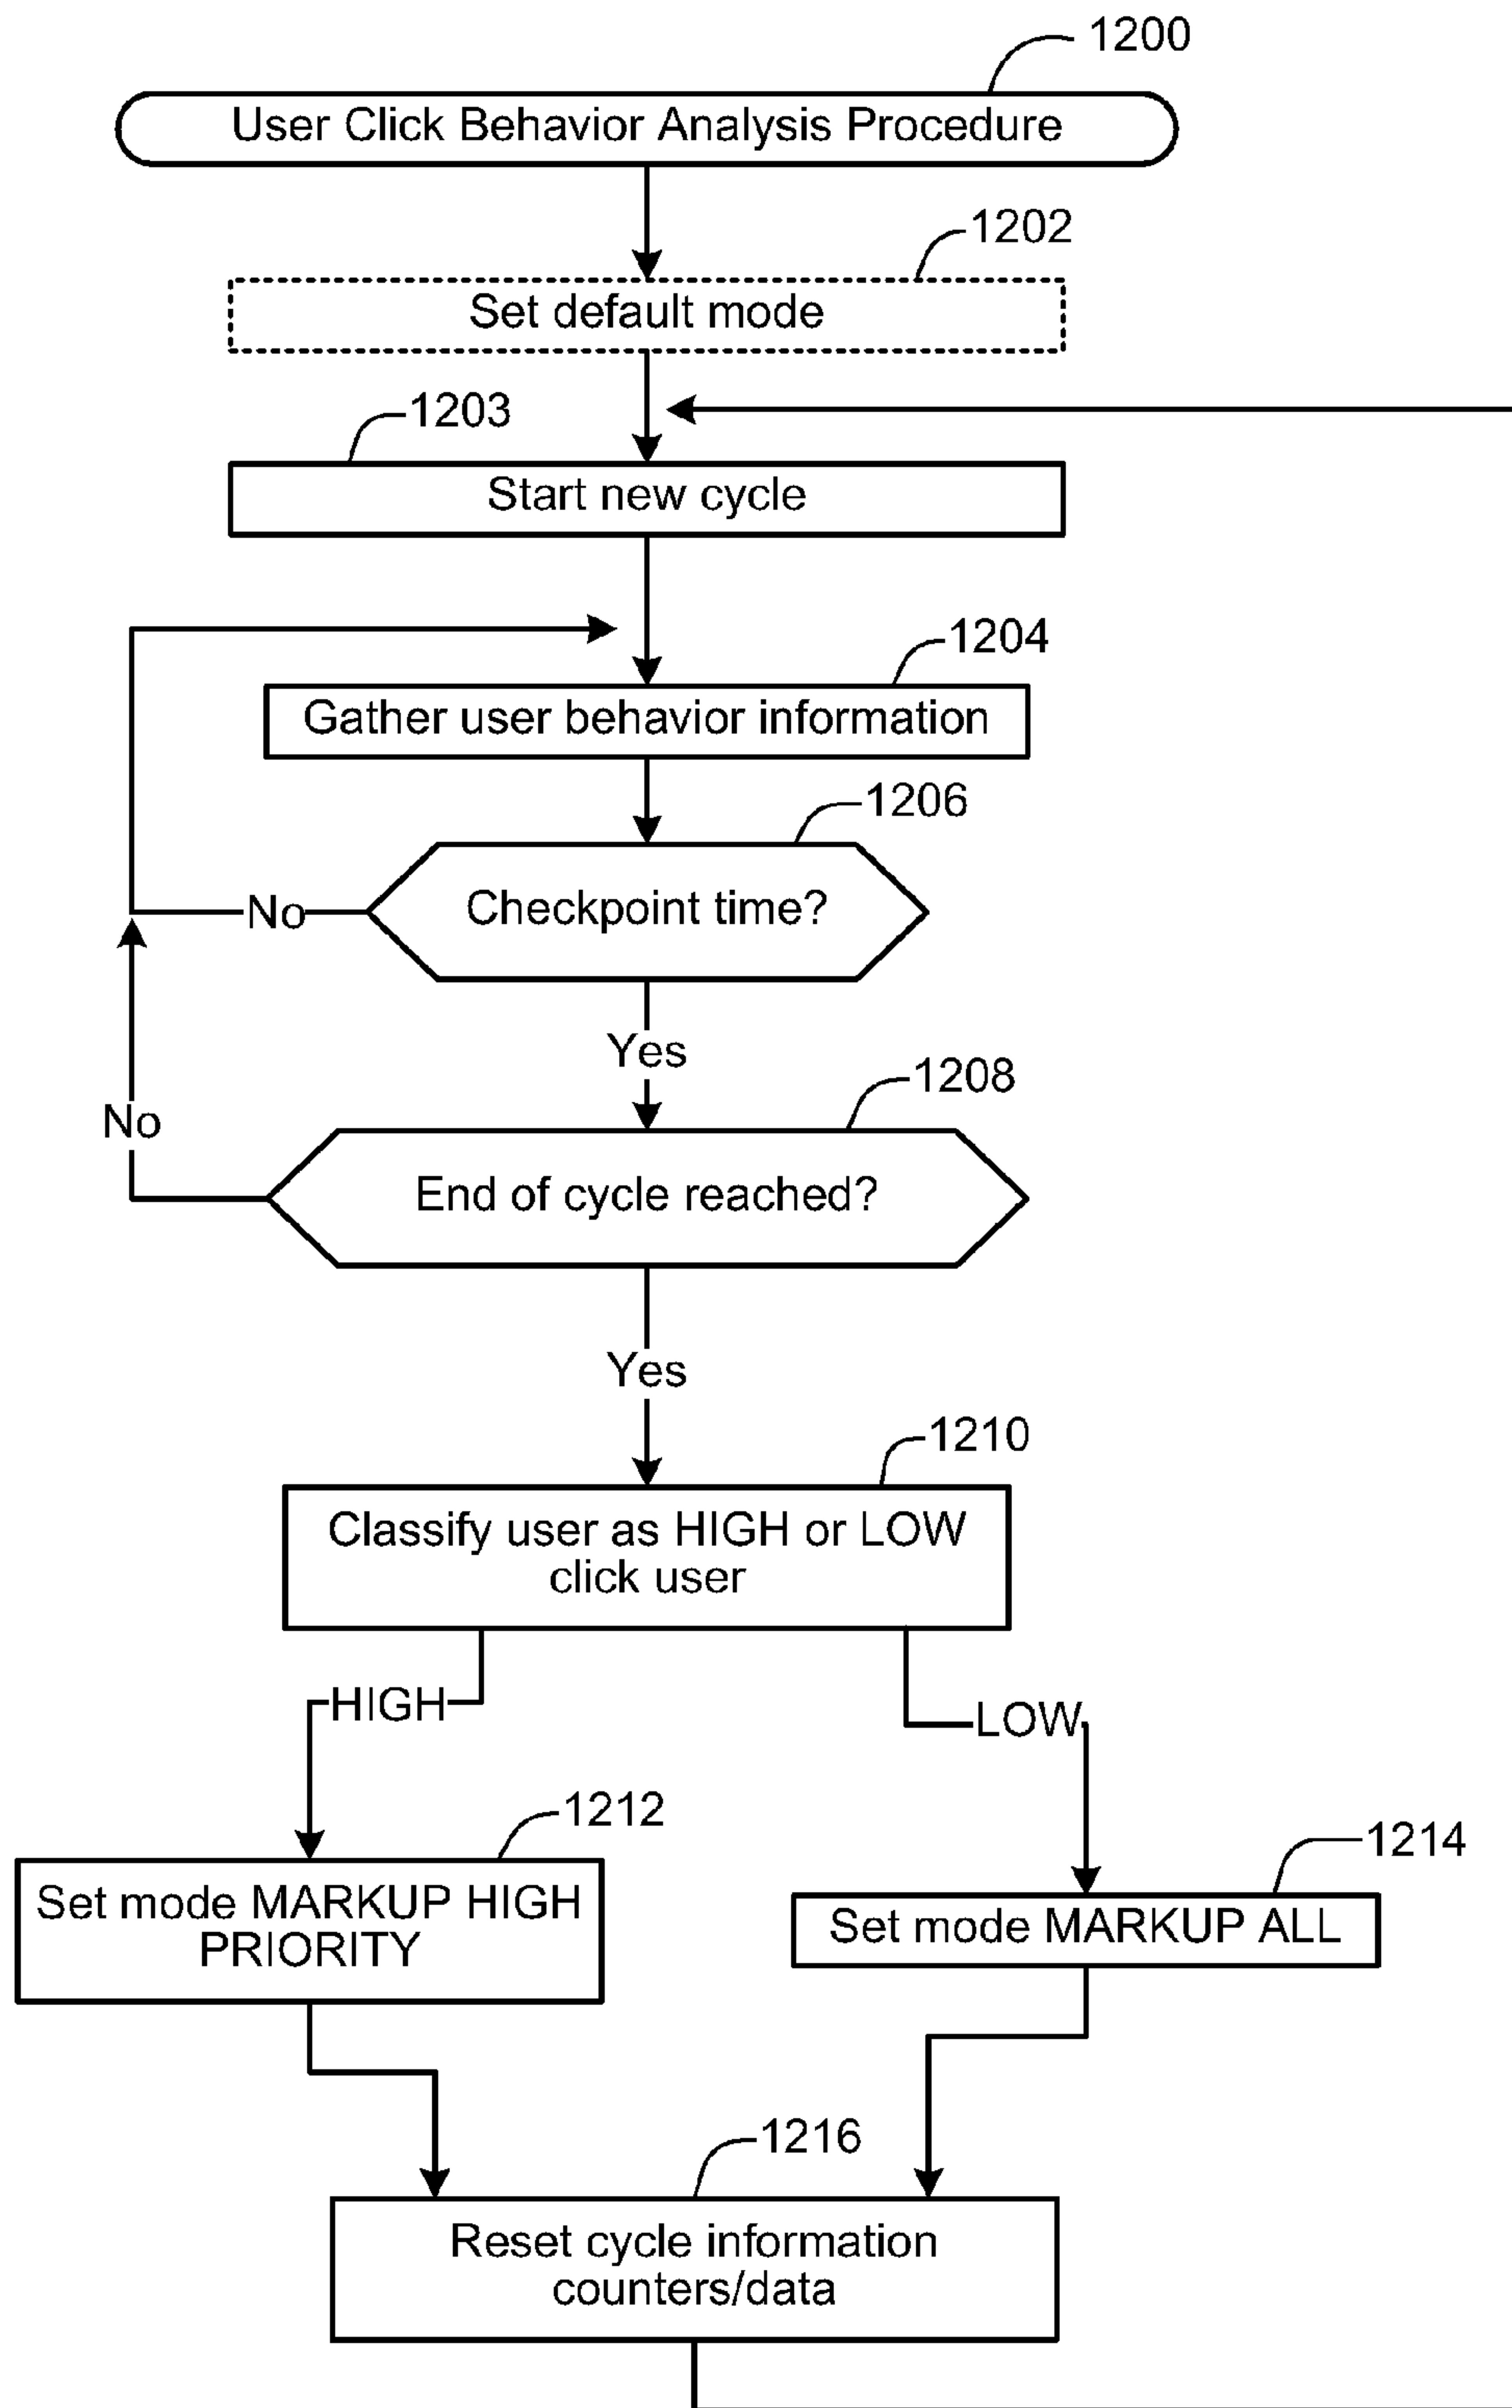 1200
User Click Behavior Analysis Procedure
1202
Set default mode
1203
Start new cycle
1204
Gather user behavior information
1206
Checkpoint time?
No
Yes
1208
No
End of cycle reached?
Yes
1210
Classify user as HIGH or LOW
click user
HIGH
LOW
1212
1214
Set mode MARKUP HIGH
PRIORITY
Set mode MARKUP ALL
1216
Reset cycle information
counters/data